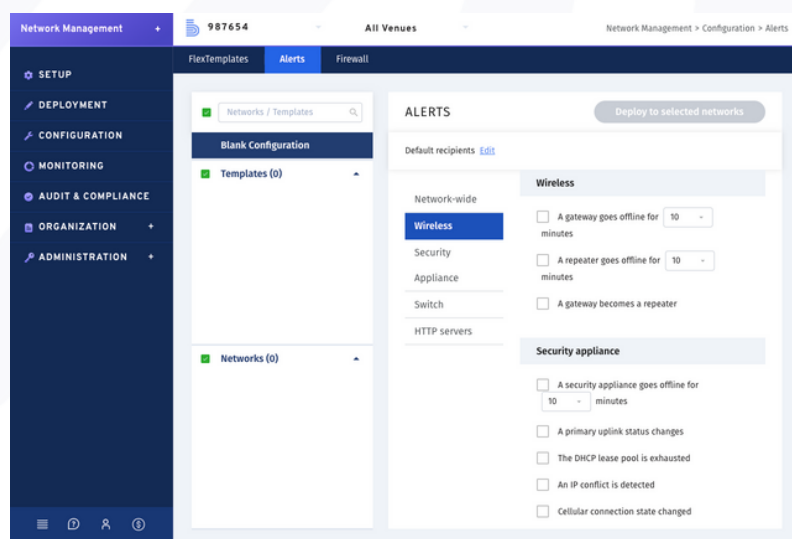 Network Management +
987654
All Venues
Network Management > Configuration > Alerts
FlexTemplates
Alerts
Firewall
SETUP
DEPLOYMENT
CONFIGURATION
MONITORING
AUDIT & COMPLIANCE
ORGANIZATION +
ADMINISTRATION +
Networks / Templates
Blank Configuration
Templates (0)
Networks (0)
ALERTS
Deploy to selected networks
Default recipients Edit
Network-wide
Wireless
Security
Appliance
Switch
HTTP servers
Wireless
A gateway goes offline for 10
minutes
A repeater goes offline for 10
minutes
A gateway becomes a repeater
Security appliance
A security appliance goes offline for
10 minutes
A primary uplink status changes
The DHCP lease pool is exhausted
An IP conflict is detected
Cellular connection state changed